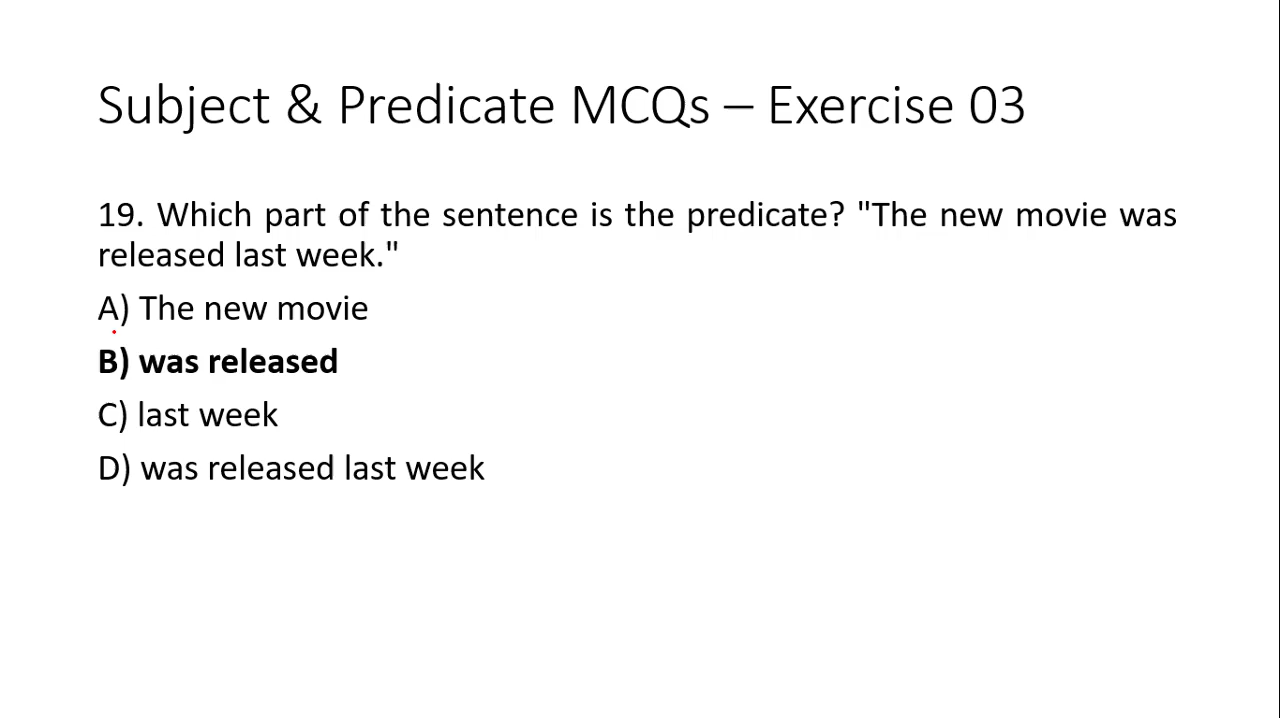 Subject & Predicate MCQs – Exercise 03
19. Which part of the sentence is the predicate? "The new movie was
released last week."
A) The new movie
B) was released
C) last week
D) was released last week